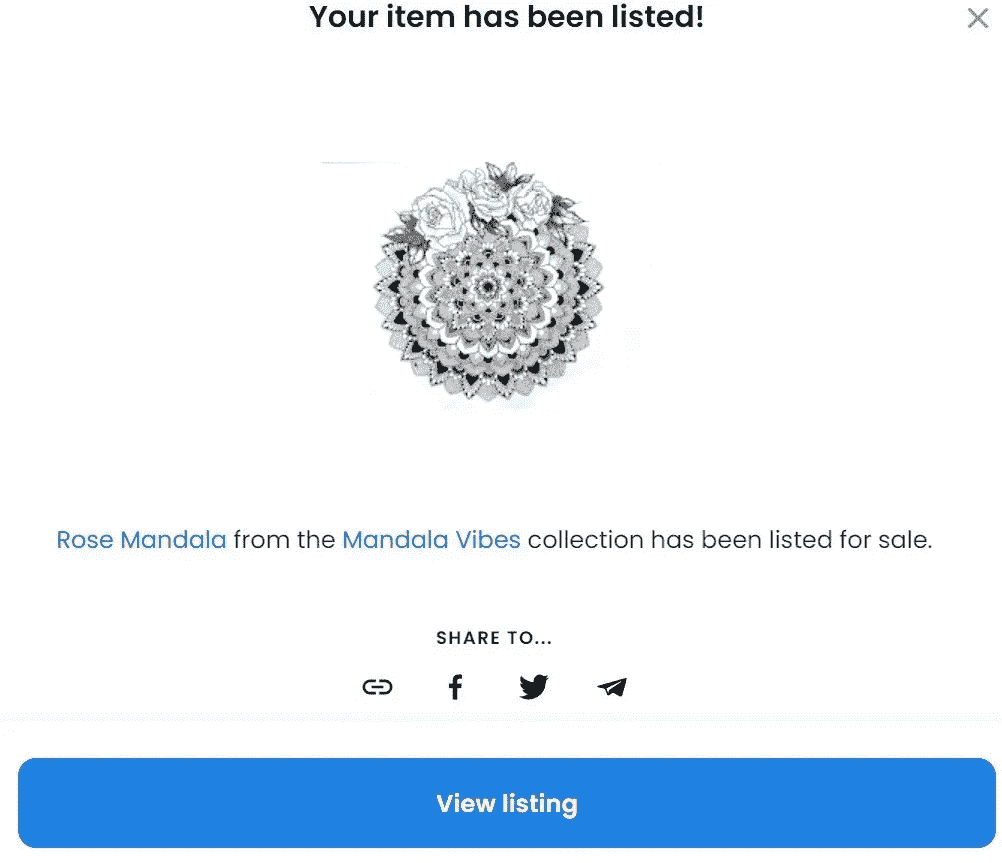 Your item has been listed!
Rose Mandala from the Mandala Vibes collection has been listed for sale.
SHARE TO...
View listing